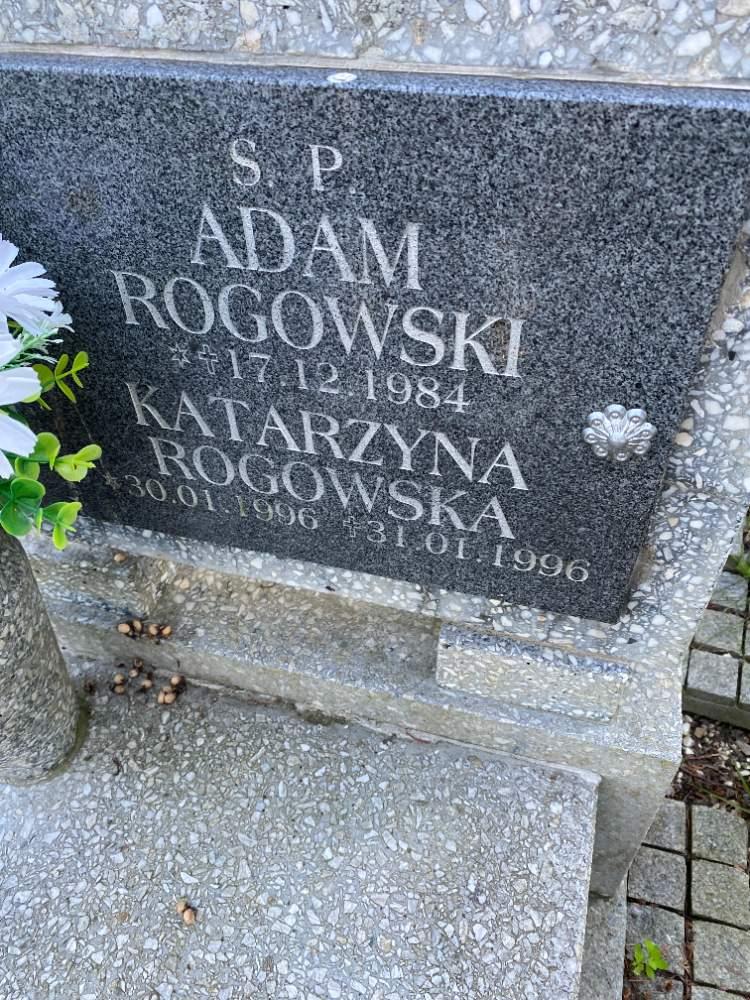 S. P.
ADAM
ROGOWSKI
*†17.12.1984
KATARZYNA
ROGOWSKA
*30.01.1996 †31.01.1996